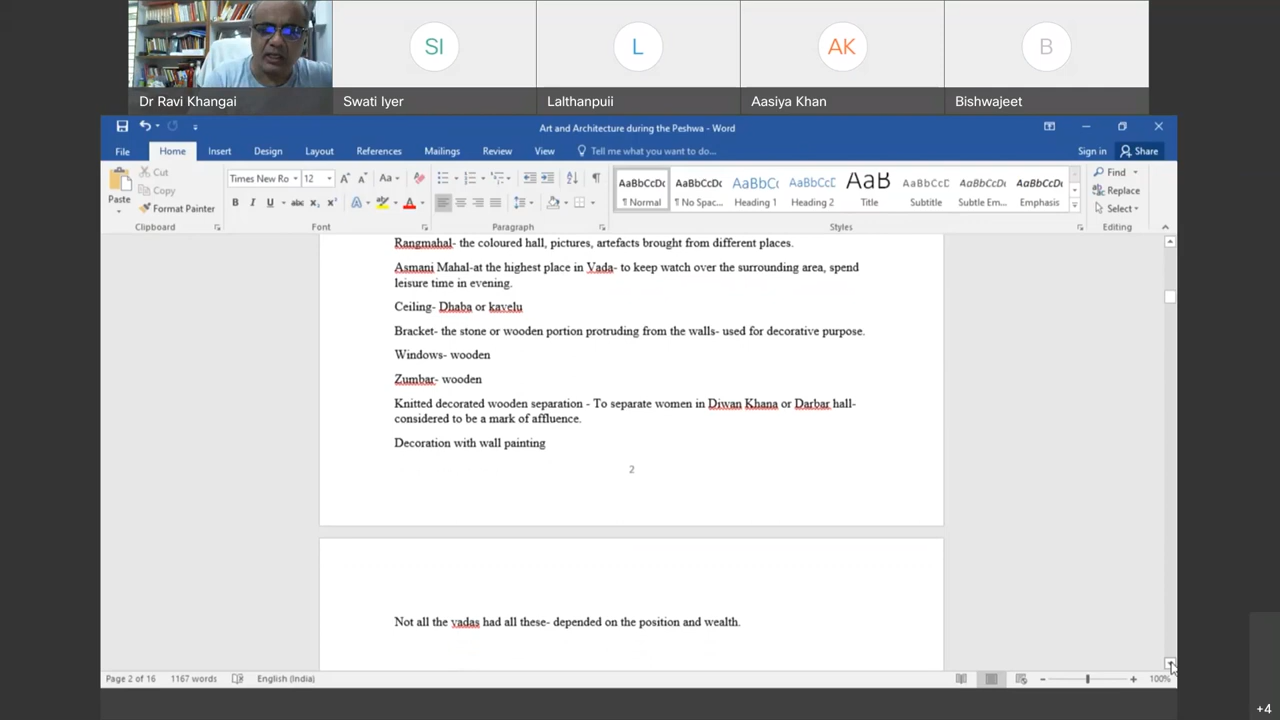 SI
L
AK
B
Dr Ravi Khangai
Swati Iyer
Lalthanpuii
Aasiya Khan
Bishwajeet
Art and Architecture during the Peshwa - Word
File
Home
Insert
Design
Layout
References
Mailings
Review
View
Tell me what you want to do...
Sign in
Share
Paste
Cut
Copy
Format Painter
Clipboard
Times New Ro
12
Font
Paragraph
AaBbCcDc
AaBbCcDc
AaBbC
AaBbCcC
AaB
AaBbCcD
AaBbCcDc
AaBbCcDc
¶ Normal
¶ No Spac...
Heading 1
Heading 2
Title
Subtitle
Subtle Em...
Emphasis
Styles
Find
Replace
Select
Editing
Rangmahal- the coloured hall, pictures, artefacts brought from different places.
Asmani Mahal-at the highest place in Vada- to keep watch over the surrounding area, spend
leisure time in evening.
Ceiling- Dhaba or kavelu
Bracket- the stone or wooden portion protruding from the walls- used for decorative purpose.
Windows- wooden
Zumbar- wooden
Knitted decorated wooden separation - To separate women in Diwan Khana or Darbar hall-
considered to be a mark of affluence.
Decoration with wall painting
2
Not all the vadas had all these- depended on the position and wealth.
Page 2 of 16
1167 words
English (India)
100%
+4